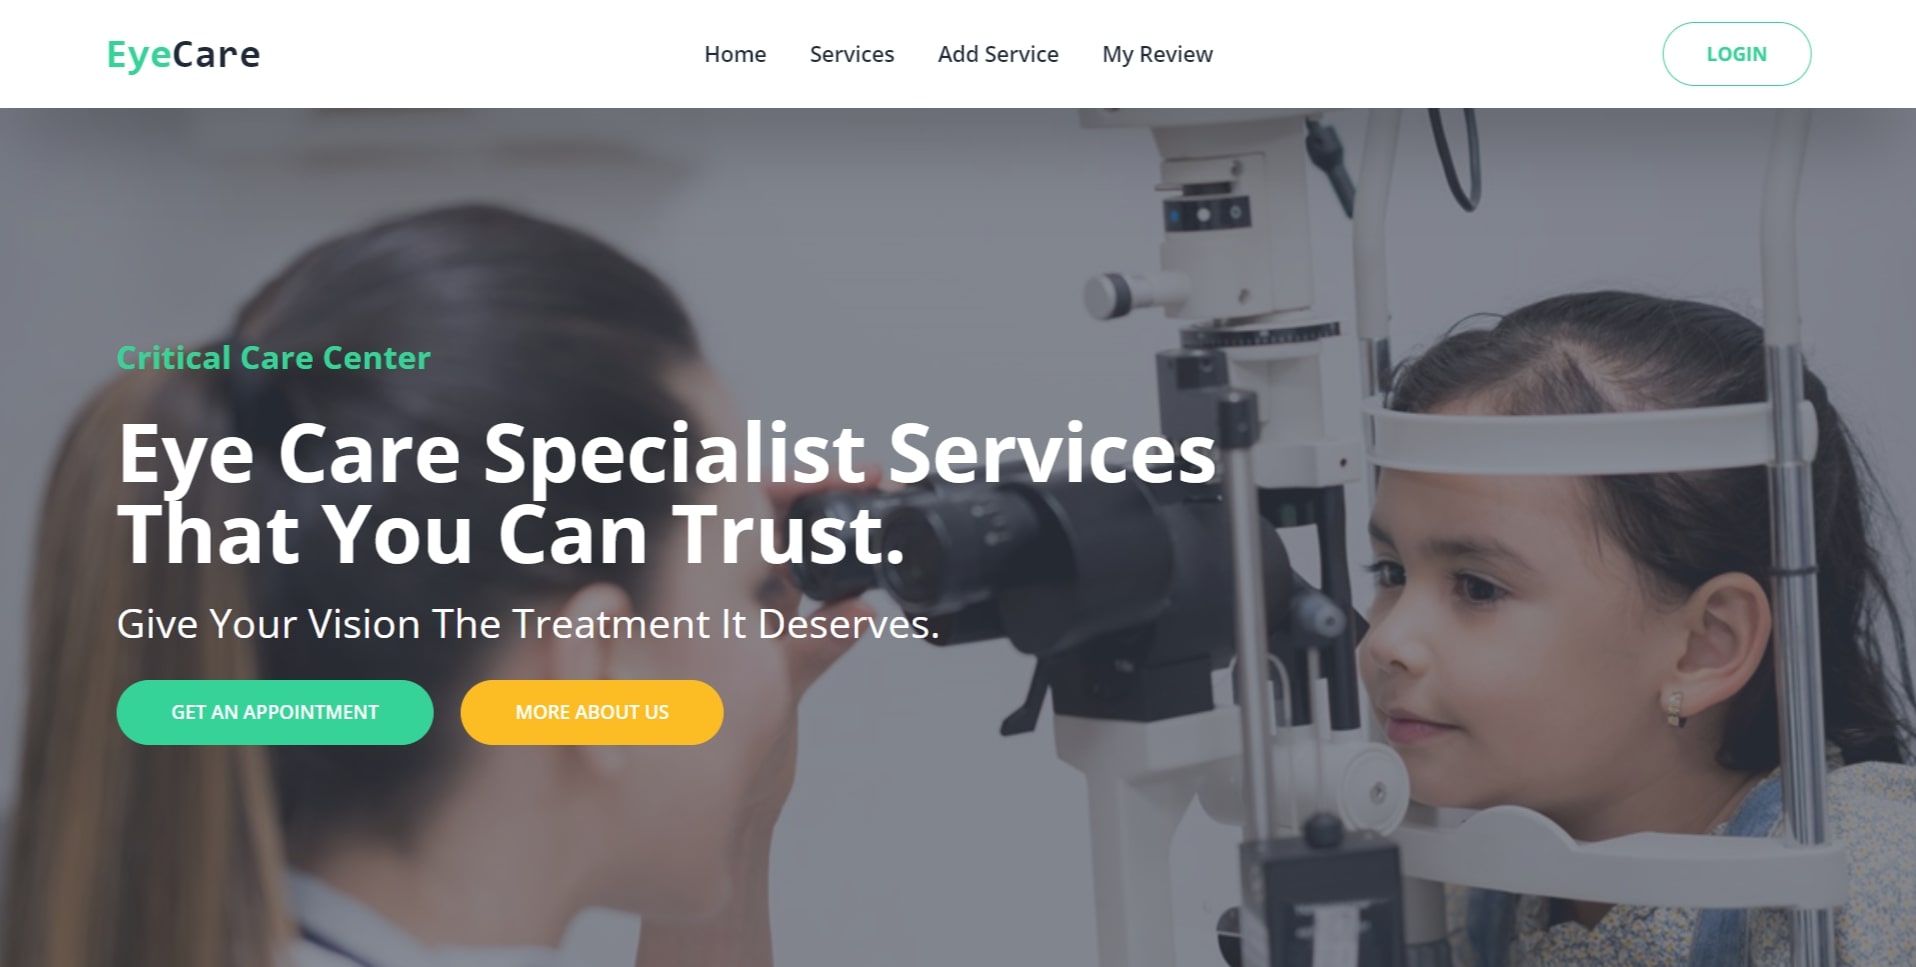 EyeCare
Home Services Add Service My Review
LOGIN
Critical Care Center
Eye Care Specialist Services
That You Can Trust.
Give Your Vision The Treatment It Deserves.
GET AN APPOINTMENT MORE ABOUT US